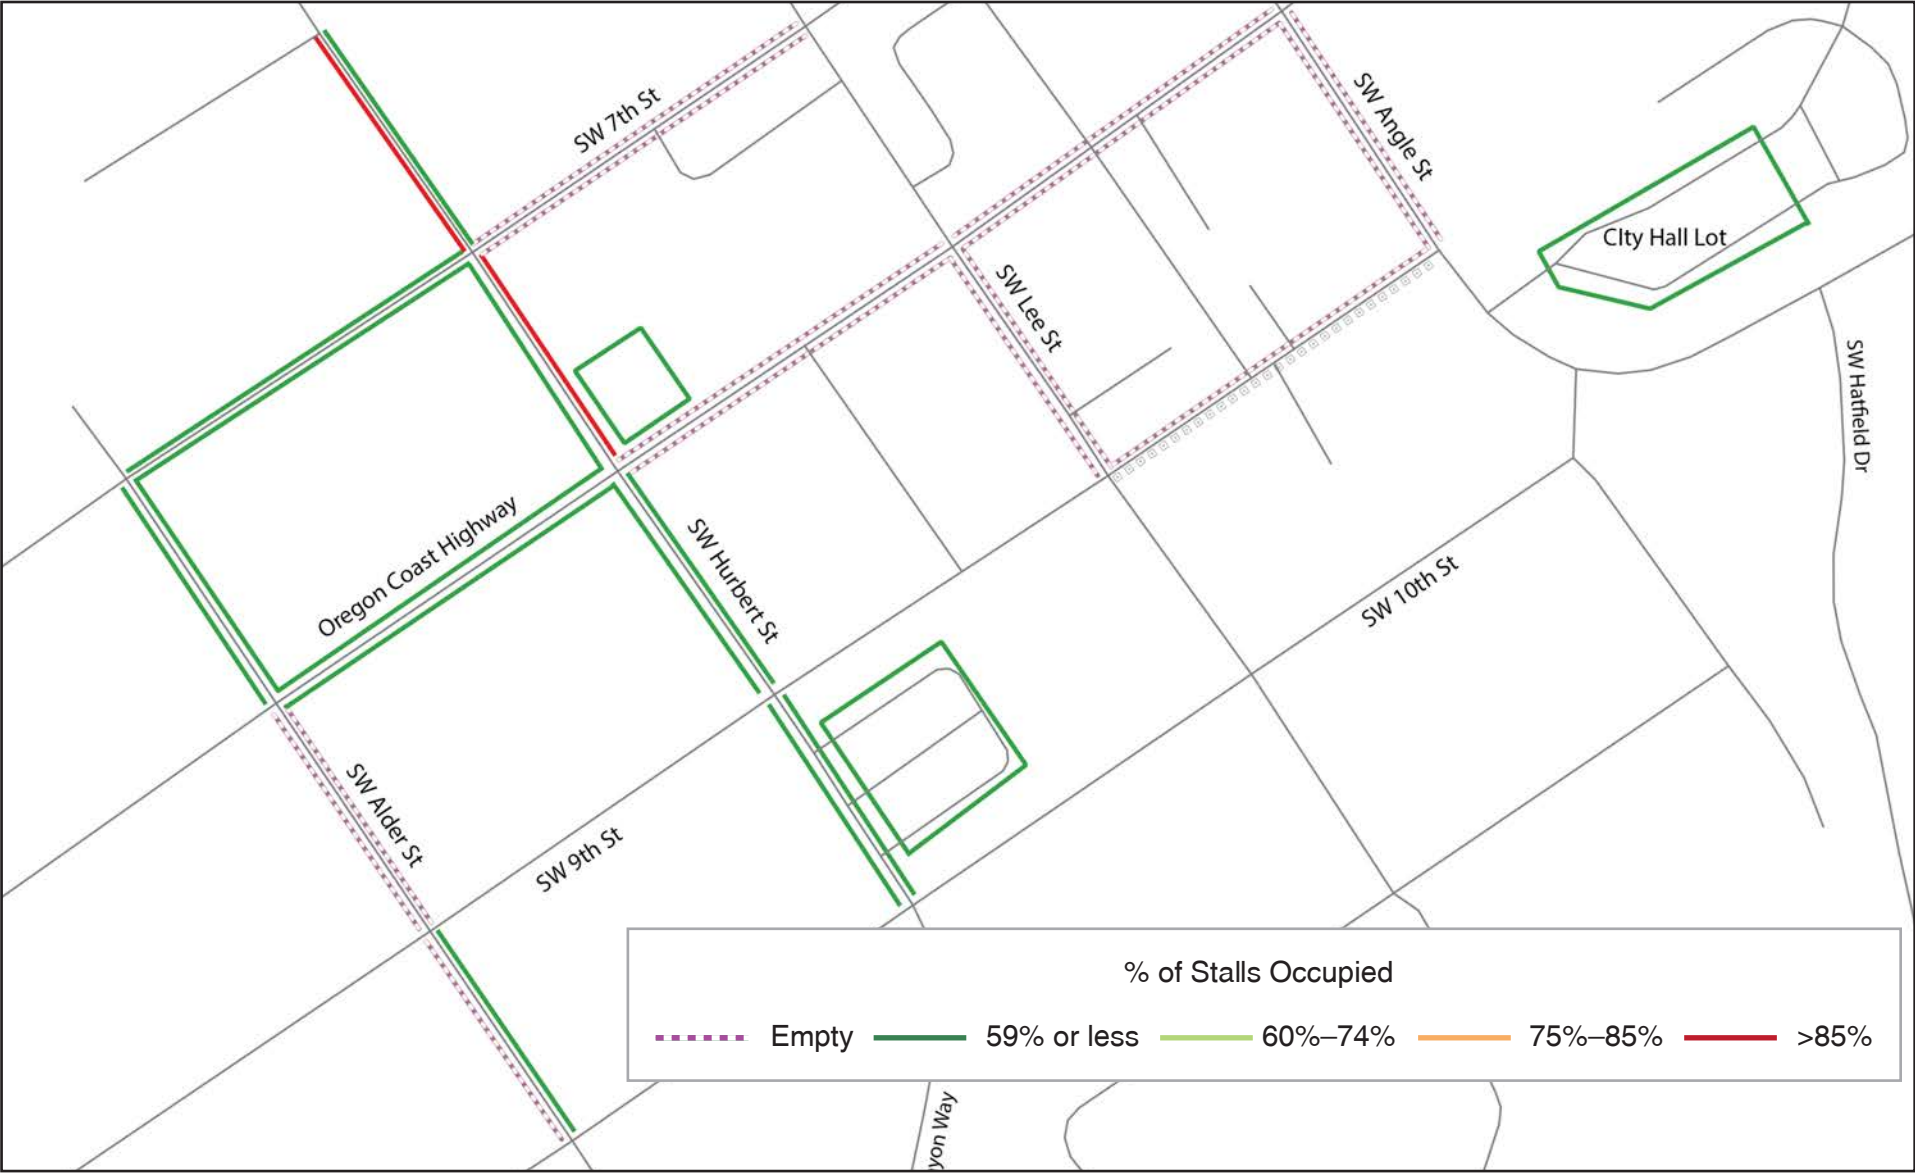 SW 7th St
SW Angle St
CIty Hall Lot
SW Lee St
SW Hatfield Dr
Oregon Coast Highway
SW Hurbert St
SW 10th St
SW Alder St
SW 9th St
% of Stalls Occupied
Empty 59% or less 60%–74% 75%–85% >85%
yon Way